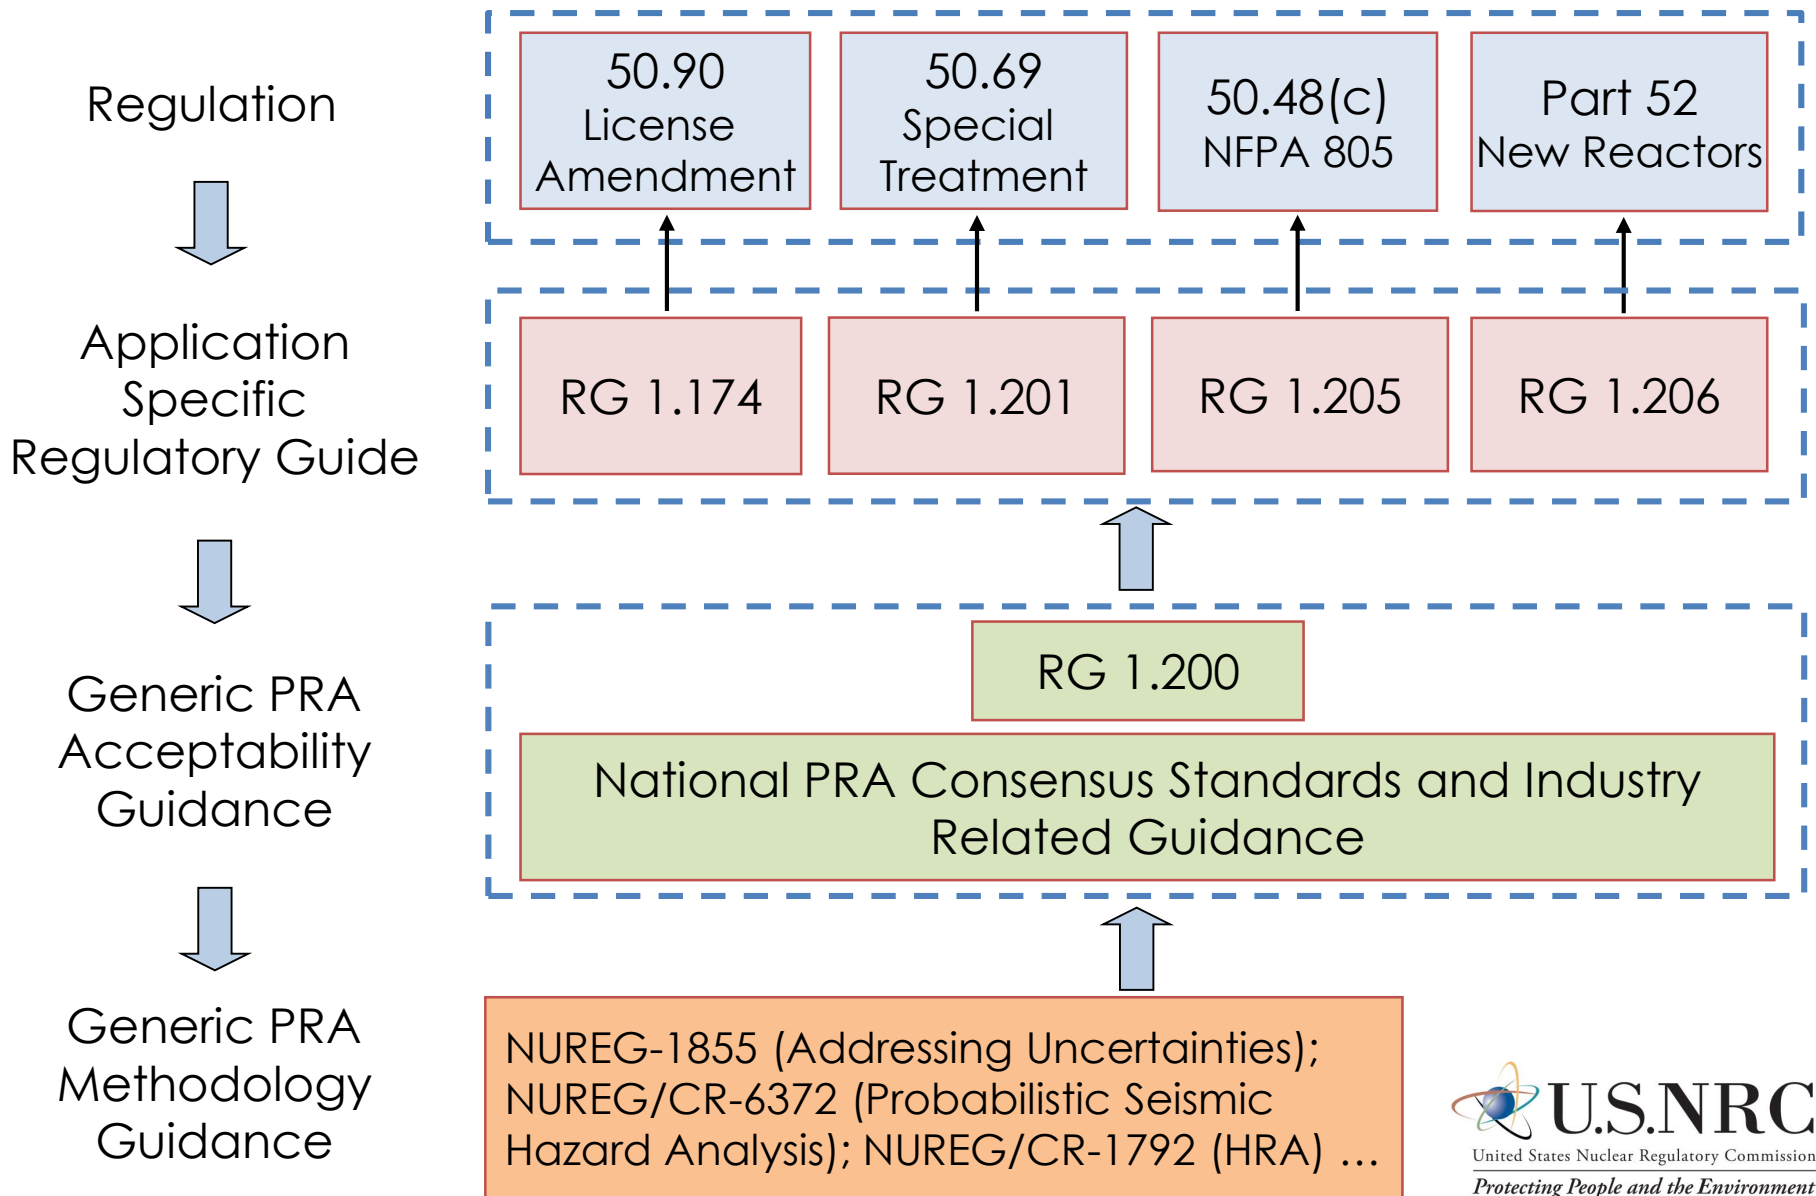 Regulation
50.90
License
Amendment
50.69
Special
Treatment
50.48(c)
NFPA 805
Part 52
New Reactors
Application
Specific
Regulatory Guide
RG 1.174
RG 1.201
RG 1.205
RG 1.206
Generic PRA
Acceptability
Guidance
RG 1.200
National PRA Consensus Standards and Industry
Related Guidance
Generic PRA
Methodology
Guidance
NUREG-1855 (Addressing Uncertainties);
NUREG/CR-6372 (Probabilistic Seismic
Hazard Analysis); NUREG/CR-1792 (HRA) …
U.S.NRC
United States Nuclear Regulatory Commission
Protecting People and the Environment